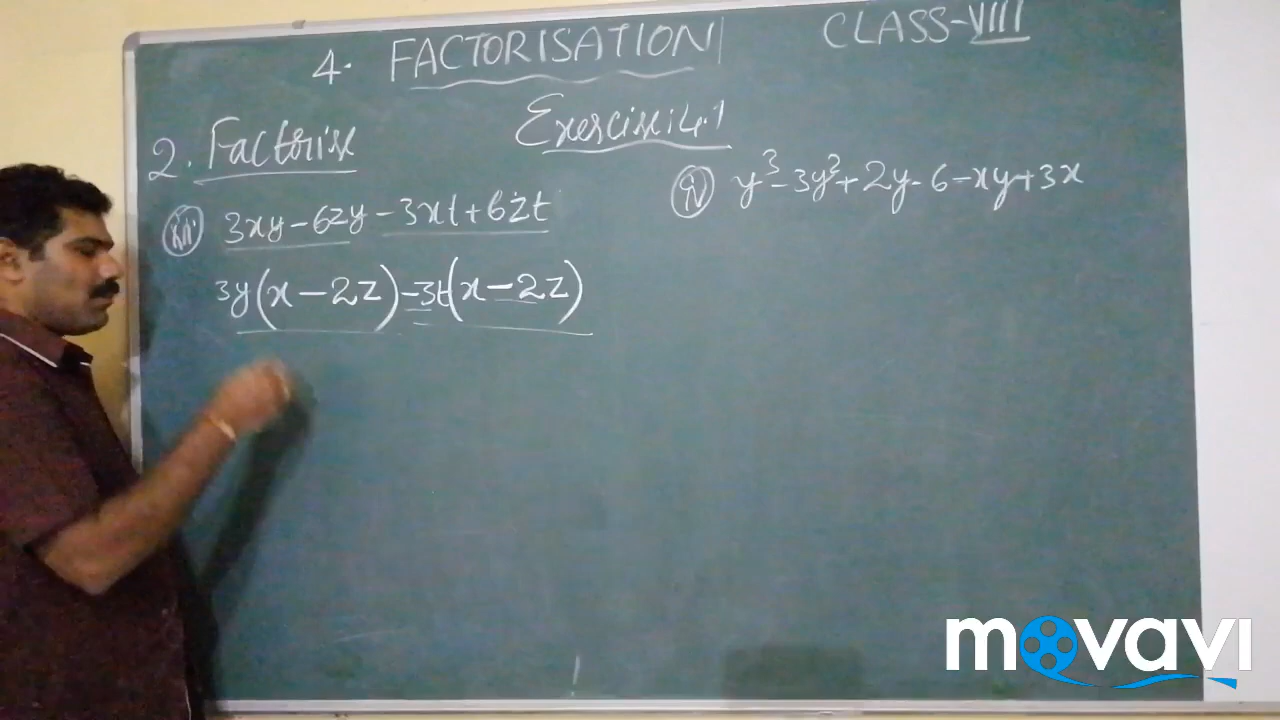 4. FACTORISATION
CLASS-VIII
Exercise: 4.1
2. Factorise
(iii) 3xy-6zy-3xt+6zt
3y(x-2z)-3t(x-2z)
(iv) y³-3y²+2y-6-xy+3x
movavi